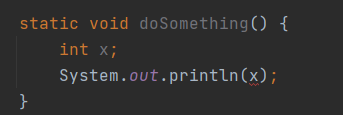 static void doSomething() {
    int x;
    System.out.println(x);
}